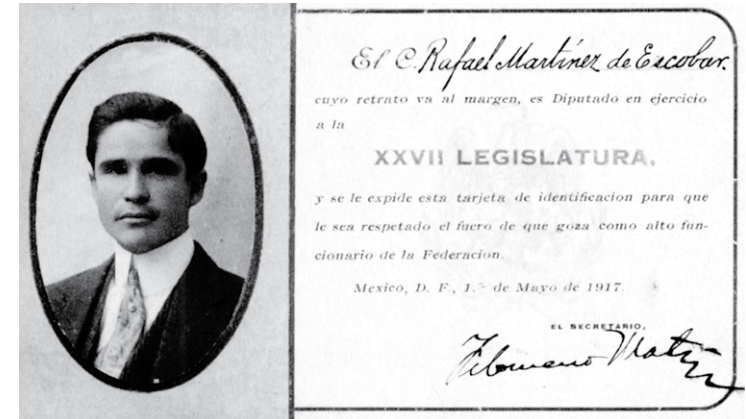 El C. Rafael Martínez de Escobar.
cuyo retrato va al margen, es Diputado en ejercicio
a la
XXVII LEGISLATURA,
y se le expide esta tarjeta de identificacion para que
le sea respetado el fuero de que goza como alto fun-
cionario de la Federacion.
Mexico, D. F., 1.º de Mayo de 1917.
EL SECRETARIO,